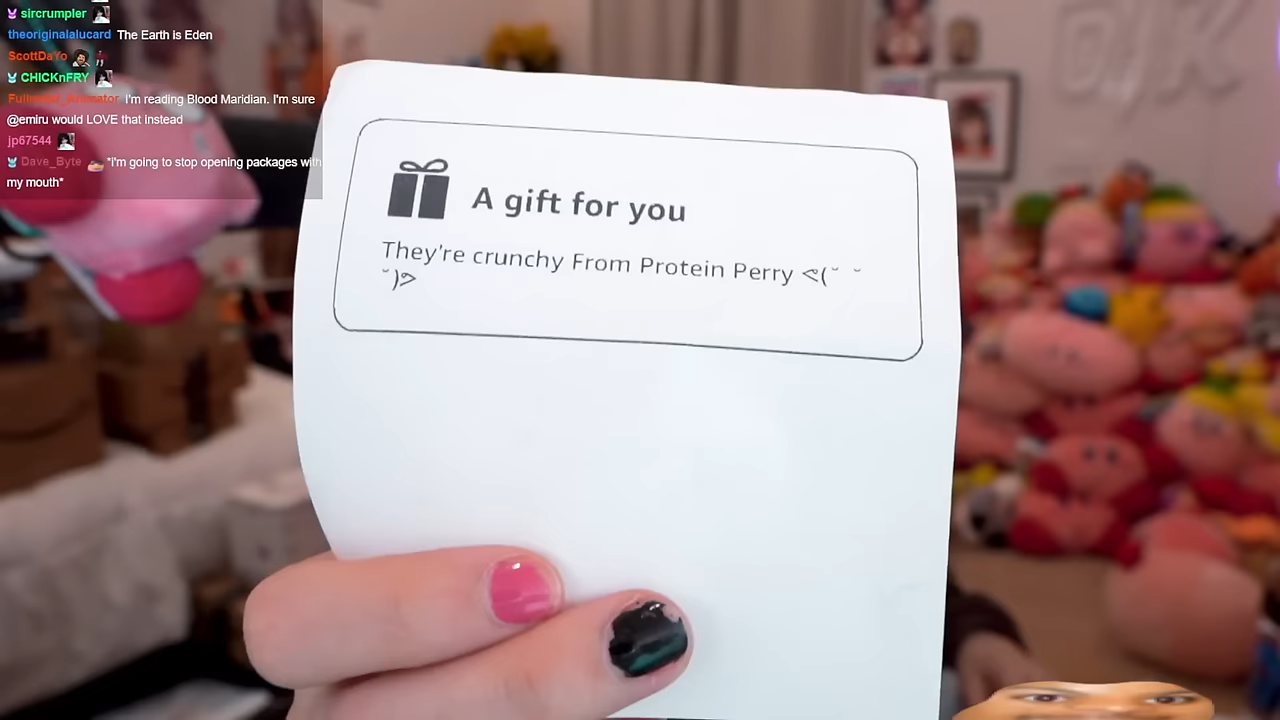 sircrumpler
theoriginalalucard The Earth is Eden
ScottDaYo
CHICKnFRY
I'm reading Blood Maridian. I'm sure
@emiru would LOVE that instead
jp67544
Dave_Byte *I'm going to stop opening packages with
my mouth*
A gift for you
They're crunchy From Protein Perry ᕙ(˘ ˘
˘)ᕗ